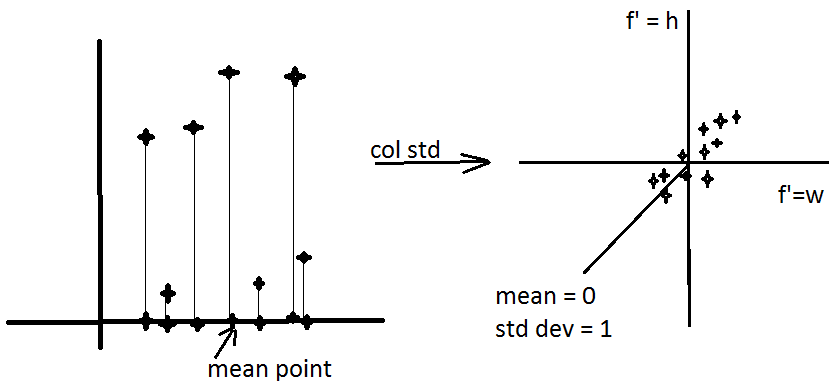 f' = h
col std
f'=w
mean = 0
std dev = 1
mean point